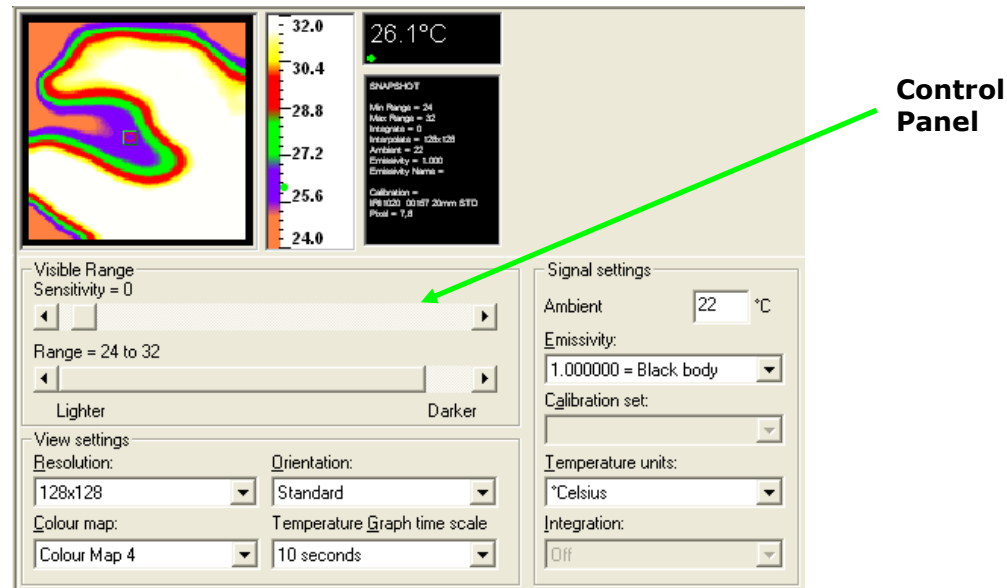 32.0
30.4
28.8
27.2
25.6
24.0
26.1°C
SNAPSHOT
Min Range = 24
Max Range = 32
Integrate = 0
Interpolate = 128x128
Ambient = 22
Emissivity = 1.000
Emissivity Name =
Calibration =
IRI1020 00157 20mm STD
Pixel = 7,8
Control
Panel
Visible Range
Sensitivity = 0
Range = 24 to 32
Lighter Darker
View settings
Resolution: Orientation:
128x128 Standard
Colour map: Temperature Graph time scale
Colour Map 4 10 seconds
Signal settings
Ambient 22 °C
Emissivity:
1.000000 = Black body
Calibration set:
Temperature units:
°Celsius
Integration:
Off